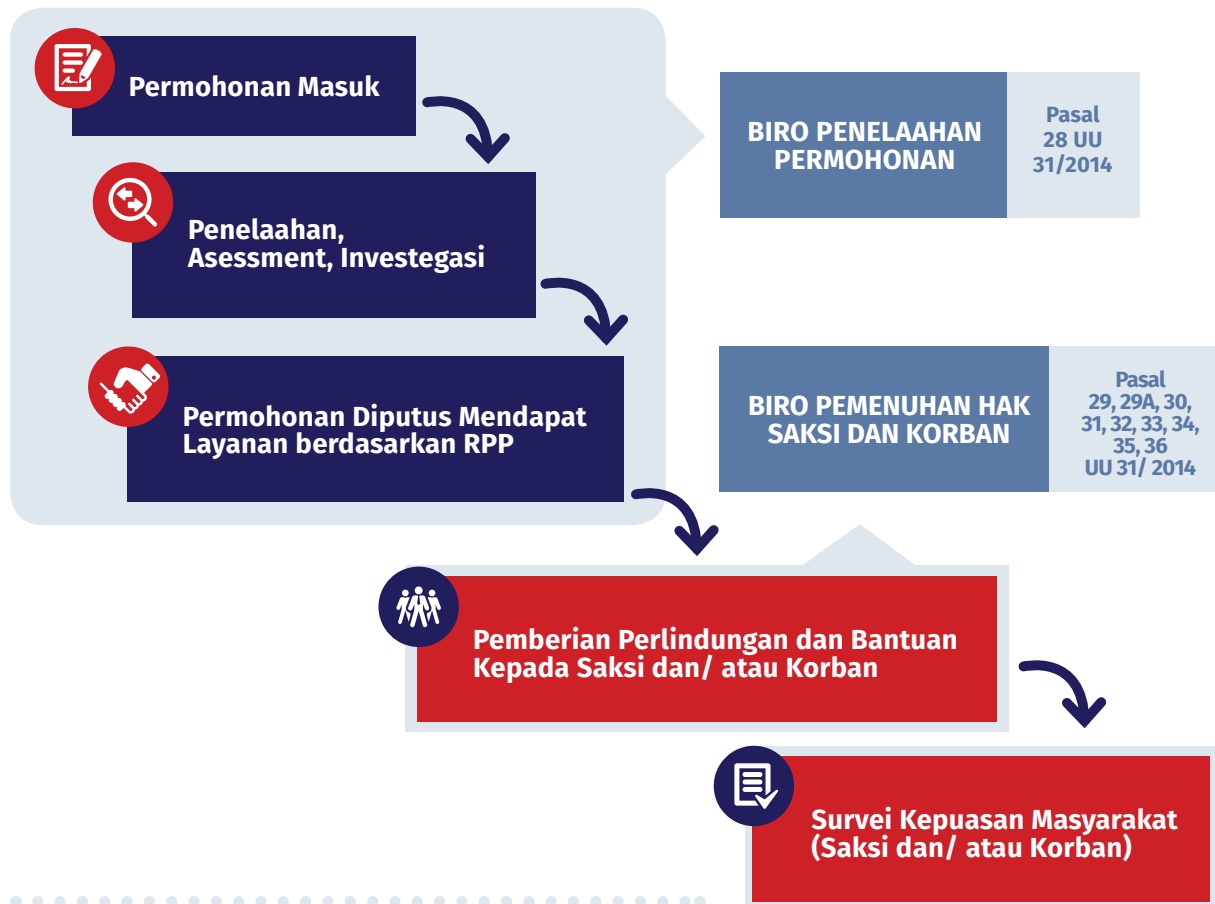 Permohonan Masuk
Penelaahan,
Asessment, Investegasi
Permohonan Diputus Mendapat
Layanan berdasarkan RPP
BIRO PENELAAHAN
PERMOHONAN
Pasal
28 UU
31/2014
BIRO PEMENUHAN HAK
SAKSI DAN KORBAN
Pasal
29, 29A, 30,
31, 32, 33, 34,
35, 36
UU 31/ 2014
Pemberian Perlindungan dan Bantuan
Kepada Saksi dan/ atau Korban
Survei Kepuasan Masyarakat
(Saksi dan/ atau Korban)